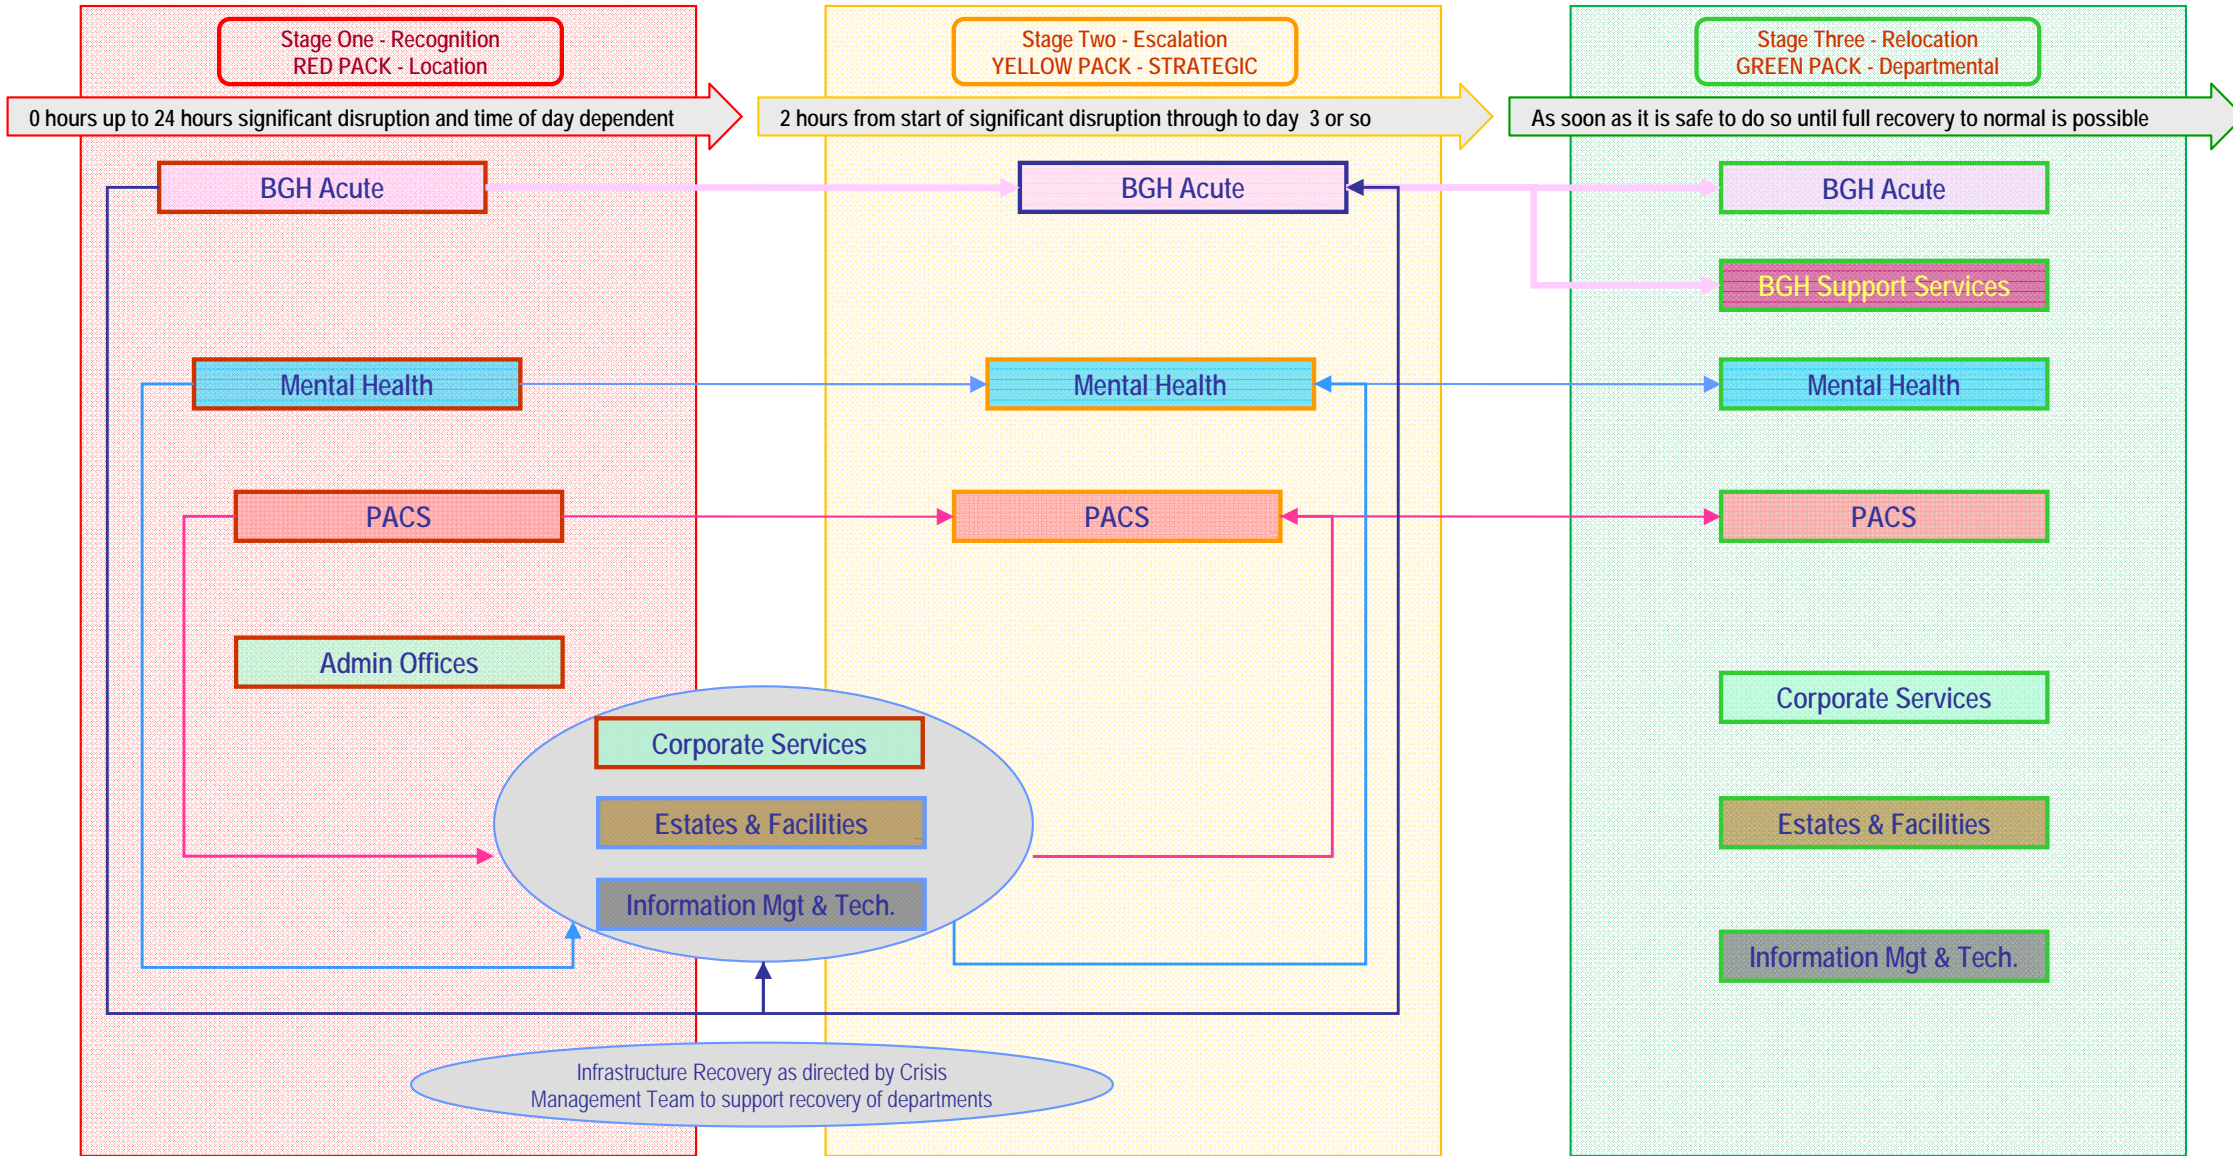 Stage One - Recognition
RED PACK - Location
Stage Two - Escalation
YELLOW PACK - STRATEGIC
Stage Three - Relocation
GREEN PACK - Departmental
0 hours up to 24 hours significant disruption and time of day dependent
2 hours from start of significant disruption through to day 3 or so
As soon as it is safe to do so until full recovery to normal is possible
BGH Acute
BGH Acute
BGH Acute
BGH Support Services
Mental Health
Mental Health
Mental Health
PACS
PACS
PACS
Admin Offices
Corporate Services
Corporate Services
Estates & Facilities
Estates & Facilities
Information Mgt & Tech.
Information Mgt & Tech.
Infrastructure Recovery as directed by Crisis
Management Team to support recovery of departments